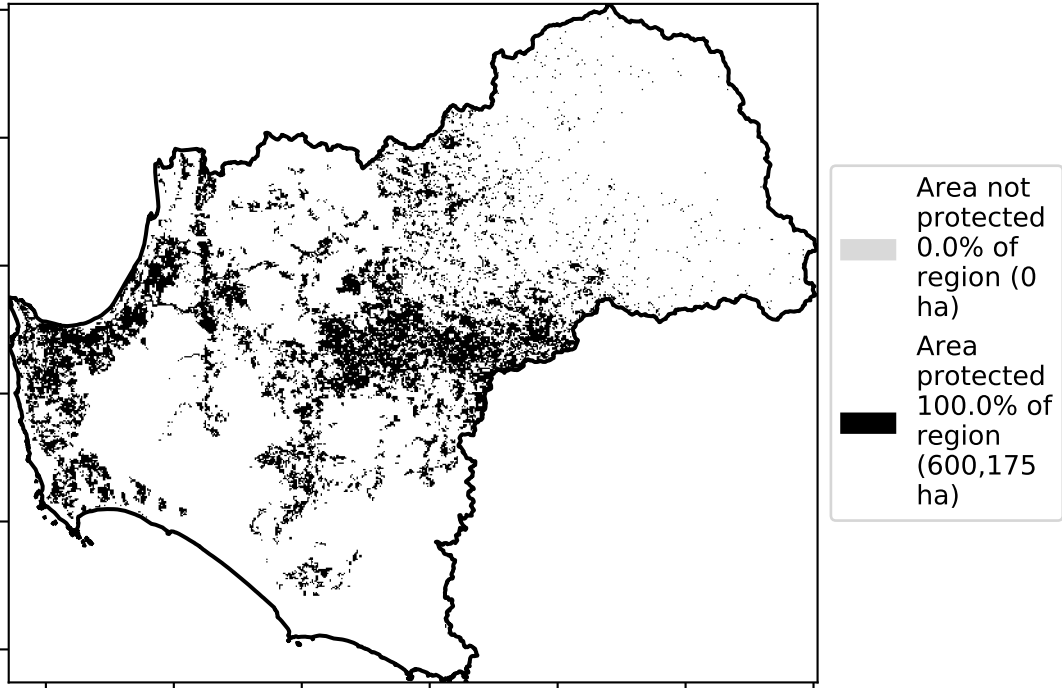 Area not
protected
0.0% of
region (0
ha)
Area
protected
100.0% of
region
(600,175
ha)